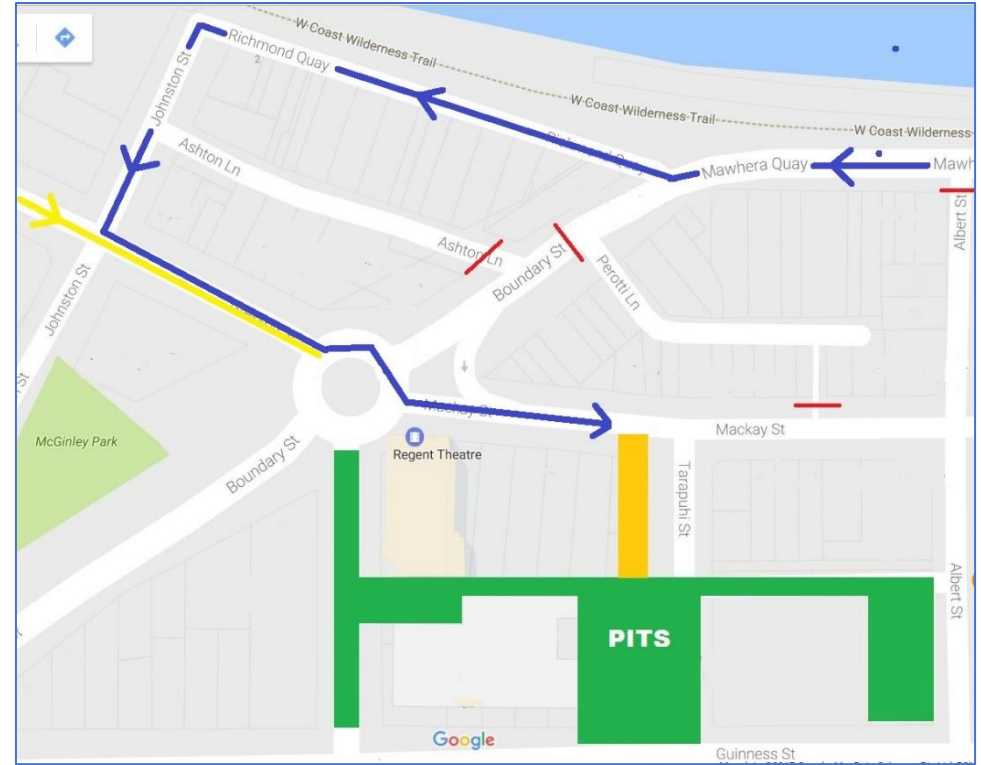 W Coast Wilderness Trail
Richmond Quay
2
Johnston St
W Coast Wilderness Trail
W Coast Wilderness
Mawhera Quay
Mawh
Ashton Ln
Albert St
Ashton Ln
Boundary St
Perotti Ln
Johnston St
Mackay St
McGinley Park
Regent Theatre
Mackay St
Boundary St
Tarapuhi St
Albert St
PITS
Google
Guinness St